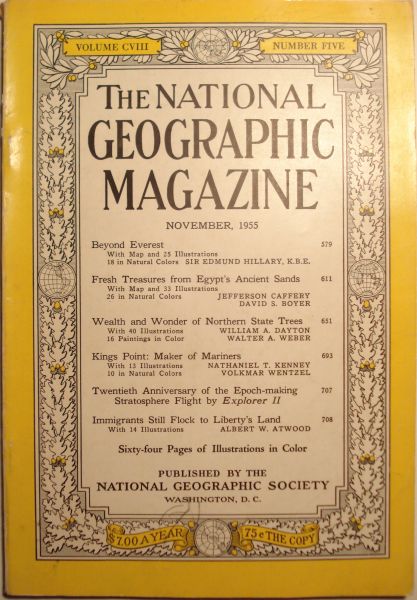 VOLUME CVIII NUMBER FIVE
THE NATIONAL
GEOGRAPHIC
MAGAZINE
NOVEMBER, 1955
Beyond Everest 579
With Map and 25 Illustrations
18 in Natural Colors SIR EDMUND HILLARY, K.B.E.
Fresh Treasures from Egypt's Ancient Sands 611
With Map and 33 Illustrations
26 in Natural Colors JEFFERSON CAFFERY
DAVID S. BOYER
Wealth and Wonder of Northern State Trees 651
With 40 Illustrations WILLIAM A. DAYTON
16 Paintings in Color WALTER A. WEBER
Kings Point: Maker of Mariners 693
With 13 Illustrations NATHANIEL T. KENNEY
10 in Natural Colors VOLKMAR WENTZEL
Twentieth Anniversary of the Epoch-making 707
Stratosphere Flight by Explorer II
Immigrants Still Flock to Liberty's Land 708
With 14 Illustrations ALBERT W. ATWOOD
Sixty-four Pages of Illustrations in Color
PUBLISHED BY THE
NATIONAL GEOGRAPHIC SOCIETY
WASHINGTON, D. C.
$7.00 A YEAR 75¢ THE COPY